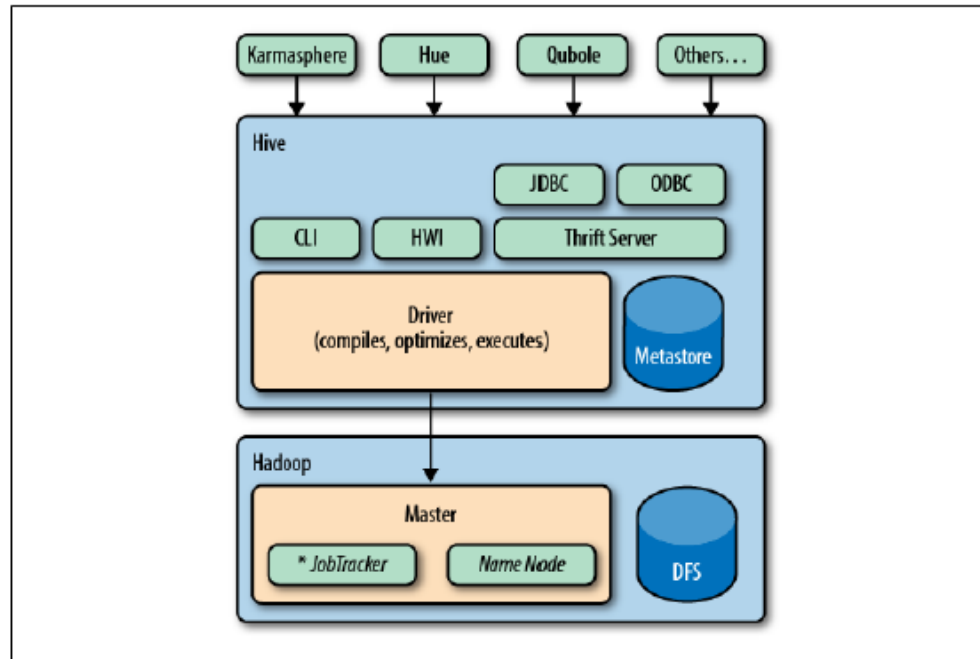 Karmasphere
Hue
Qubole
Others...
Hive
JDBC
ODBC
CLI
HWI
Thrift Server
Driver
(compiles, optimizes, executes)
Metastore
Hadoop
Master
* JobTracker
Name Node
DFS